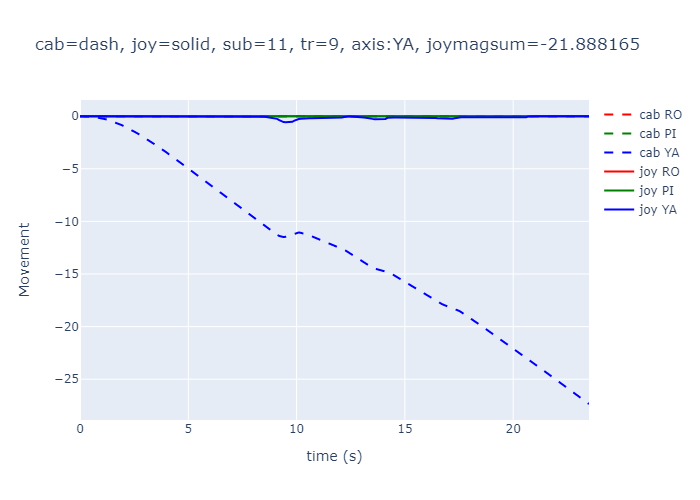 cab=dash, joy=solid, sub=11, tr=9, axis:YA, joymagsum=-21.888165
0
−5
−10
−15
−20
−25
Movement
0 5 10 15 20
time (s)
cab RO
cab PI
cab YA
joy RO
joy PI
joy YA